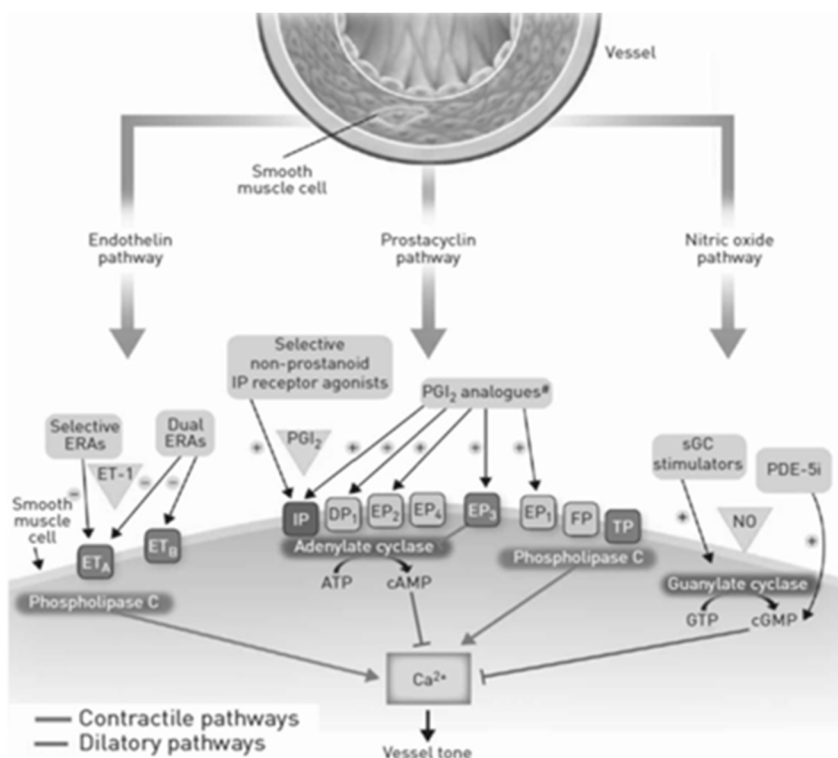 Vessel
Smooth
muscle cell
Endothelin
pathway
Prostacyclin
pathway
Nitric oxide
pathway
Selective
non-prostanoid
IP receptor agonists
PGI₂ analogues#
Selective
ERAs
Dual
ERAs
ET-1
PGI₂
sGC
stimulators
PDE-5i
NO
Smooth
muscle
cell
+
+
+
+
+
+
+
+
−
−
−
ETA
ETB
IP
DP₁
EP₂
EP₄
EP₃
EP₁
FP
TP
Phospholipase C
Adenylate cyclase
Phospholipase C
Guanylate cyclase
ATP
cAMP
GTP
cGMP
Ca²⁺
Contractile pathways
Dilatory pathways
Vessel tone